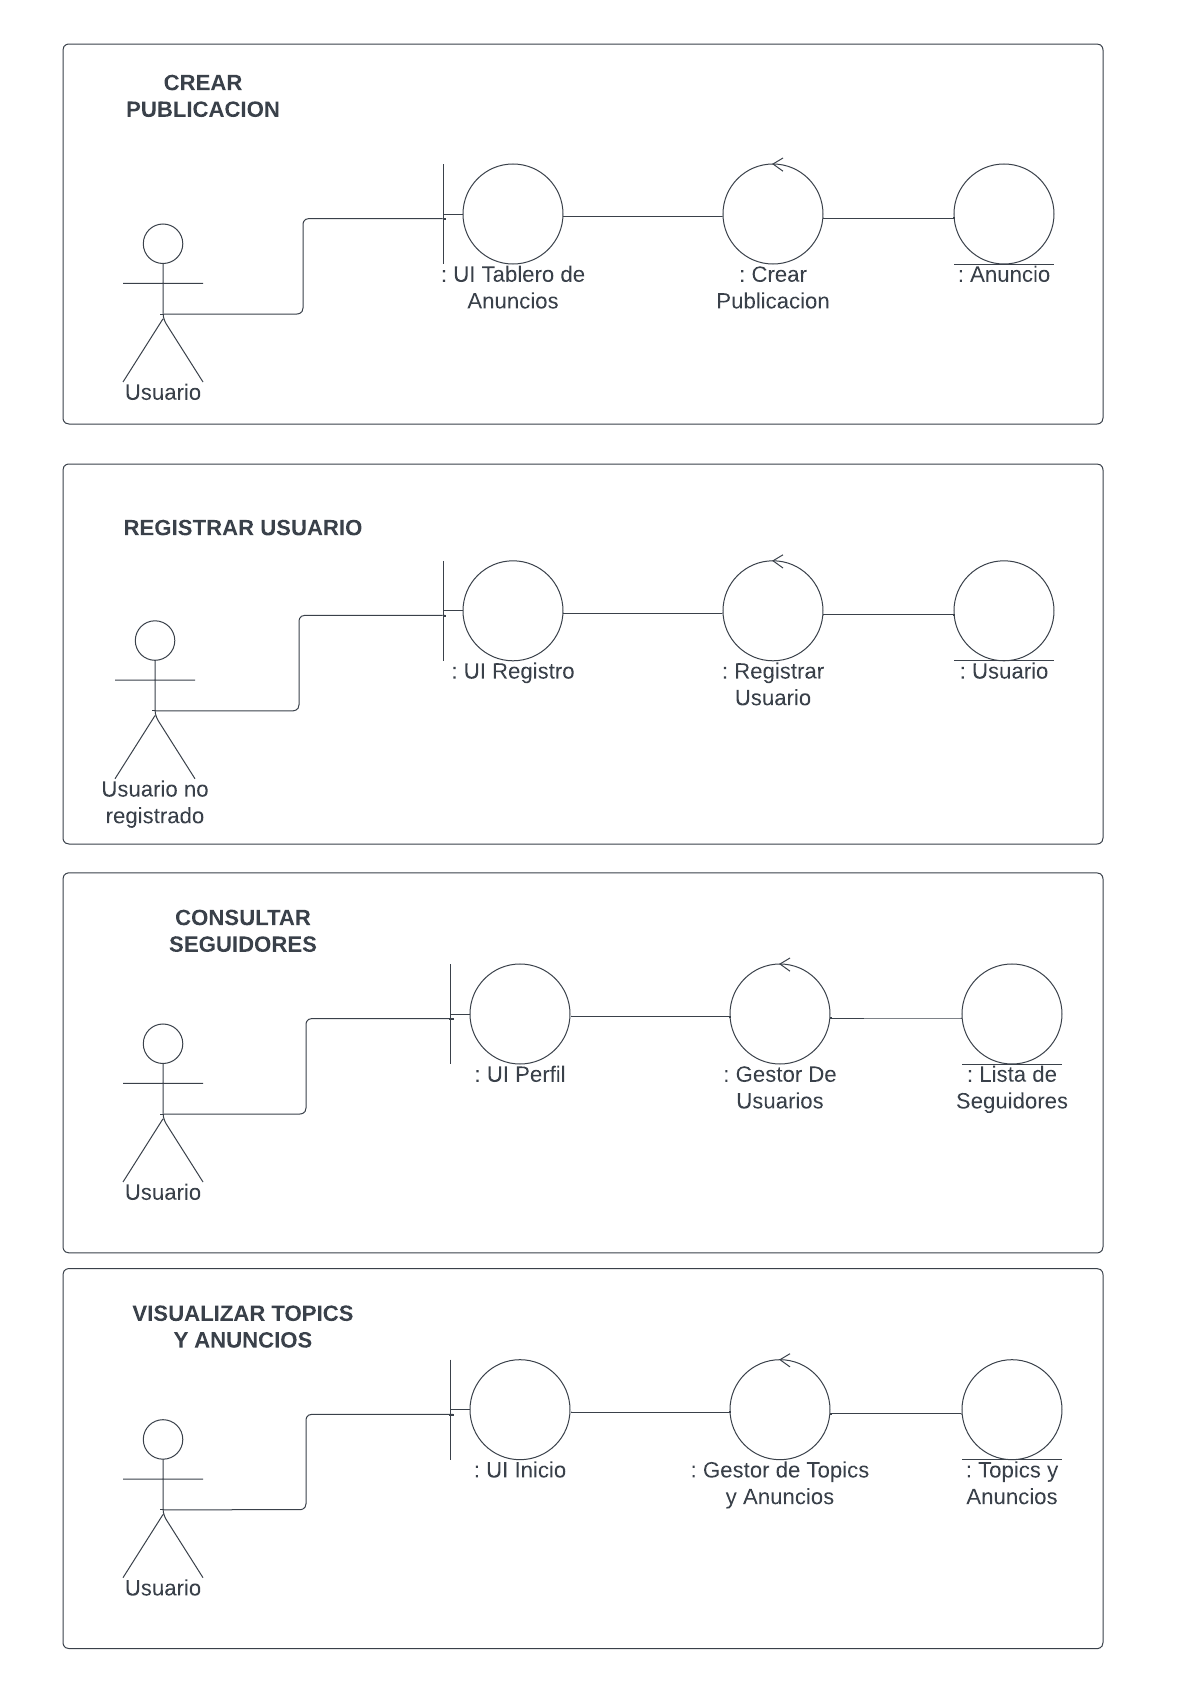 CREAR
PUBLICACION
: UI Tablero de
Anuncios
: Crear
Publicacion
: Anuncio
Usuario
REGISTRAR USUARIO
: UI Registro
: Registrar
Usuario
: Usuario
Usuario no
registrado
CONSULTAR
SEGUIDORES
: UI Perfil
: Gestor De
Usuarios
: Lista de
Seguidores
Usuario
VISUALIZAR TOPICS
Y ANUNCIOS
: UI Inicio
: Gestor de Topics
y Anuncios
: Topics y
Anuncios
Usuario